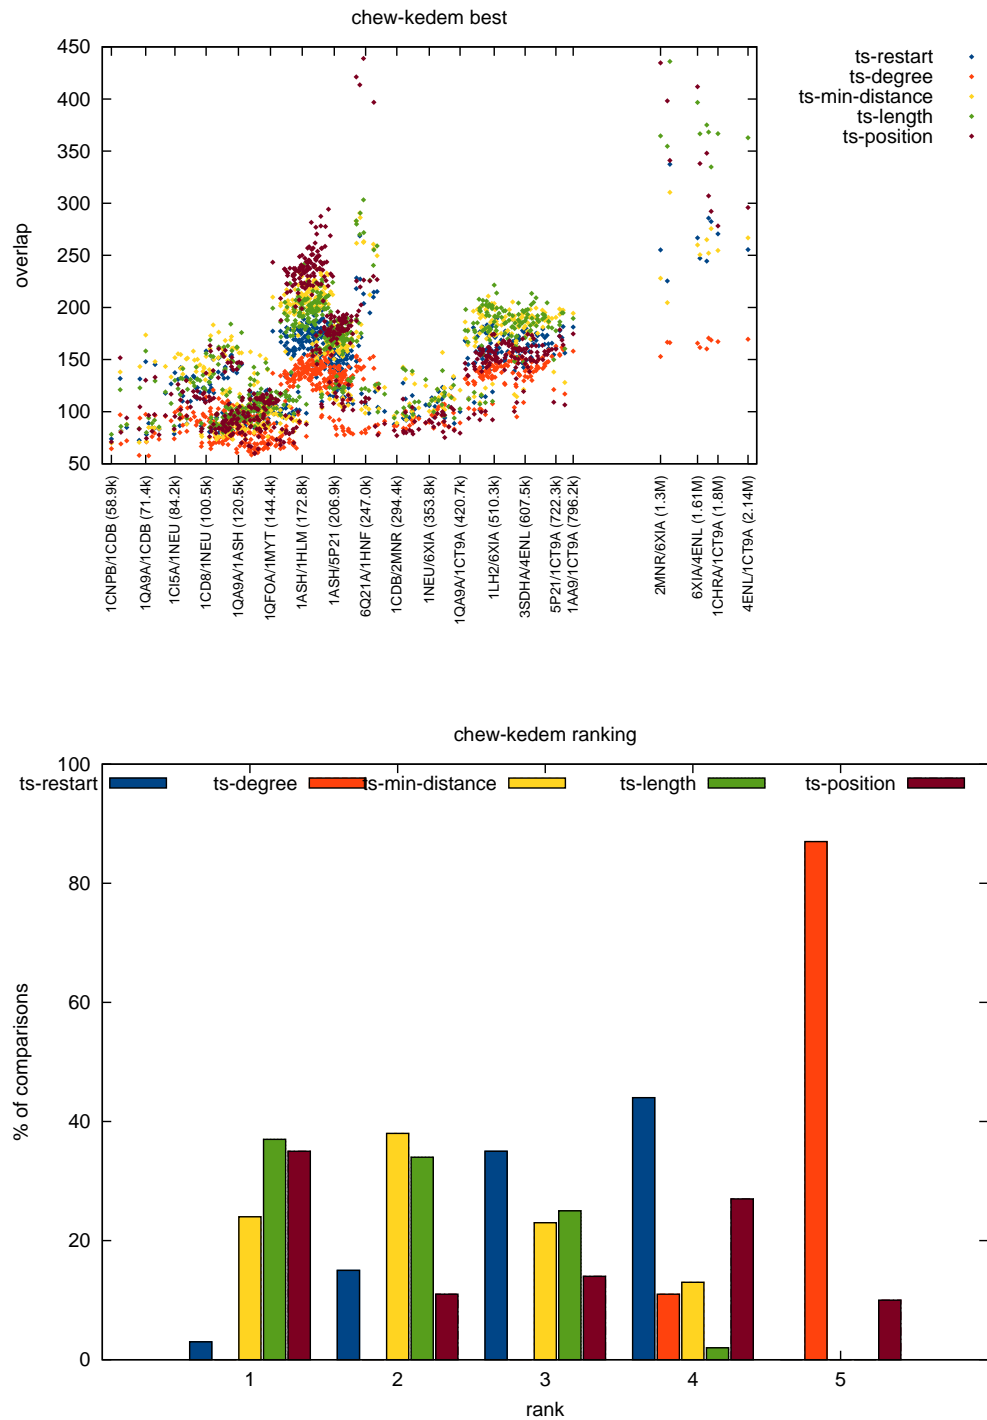 chew-kedem best
450
400
350
300
250
200
150
100
50
overlap
ts-restart
ts-degree
ts-min-distance
ts-length
ts-position
1CNPB/1CDB (58.9k)
1QA9A/1CDB (71.4k)
1CI5A/1NEU (84.2k)
1CD8/1NEU (100.5k)
1QA9A/1ASH (120.5k)
1QFOA/1MYT (144.4k)
1ASH/1HLM (172.8k)
1ASH/5P21 (206.9k)
6Q21A/1HNF (247.0k)
1CDB/2MNR (294.4k)
1NEU/6XIA (353.8k)
1QA9A/1CT9A (420.7k)
1LH2/6XIA (510.3k)
3SDHA/4ENL (607.5k)
5P21/1CT9A (722.3k)
1AA9/1CT9A (796.2k)
2MNR/6XIA (1.3M)
6XIA/4ENL (1.61M)
1CHRA/1CT9A (1.8M)
4ENL/1CT9A (2.14M)
chew-kedem ranking
ts-restart ts-degree ts-min-distance ts-length ts-position
100
80
60
40
20
0
% of comparisons
1 2 3 4 5
rank